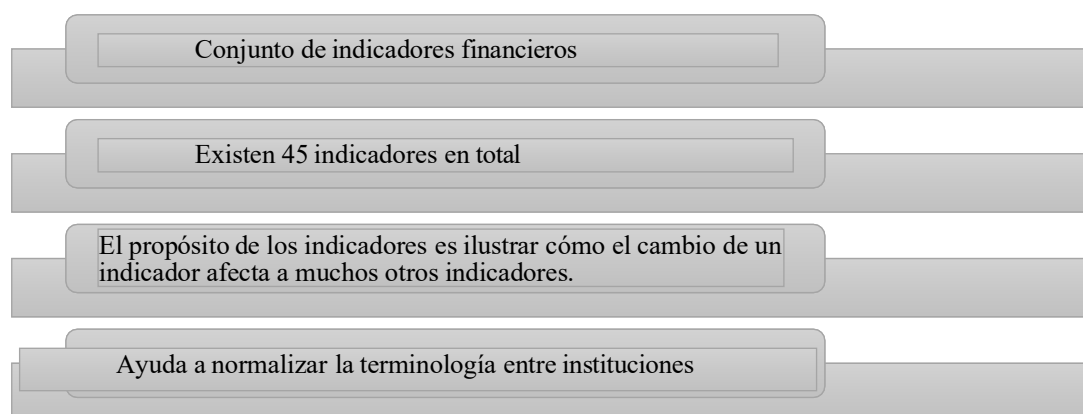 Conjunto de indicadores financieros
Existen 45 indicadores en total
El propósito de los indicadores es ilustrar cómo el cambio de un
indicador afecta a muchos otros indicadores.
Ayuda a normalizar la terminología entre instituciones